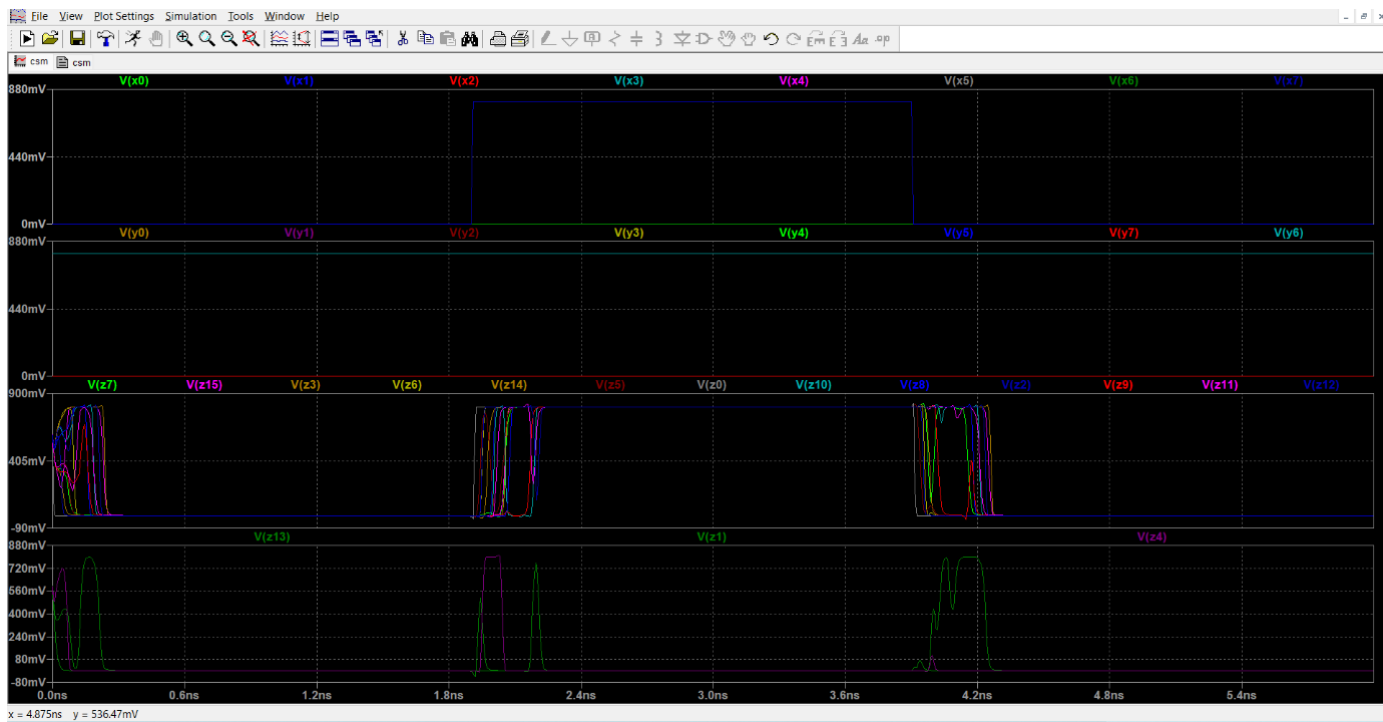 File View Plot Settings Simulation Tools Window Help
csm csm
V(x0) V(x1) V(x2) V(x3) V(x4) V(x5) V(x6) V(x7)
880mV
440mV
0mV
V(y0) V(y1) V(y2) V(y3) V(y4) V(y5) V(y7) V(y6)
880mV
440mV
0mV
V(z7) V(z15) V(z3) V(z6) V(z14) V(z5) V(z0) V(z10) V(z8) V(z2) V(z9) V(z11) V(z12)
900mV
405mV
-90mV
V(z13) V(z1) V(z4)
880mV
720mV
560mV
400mV
240mV
80mV
-80mV
0.0ns 0.6ns 1.2ns 1.8ns 2.4ns 3.0ns 3.6ns 4.2ns 4.8ns 5.4ns
x = 4.875ns y = 536.47mV